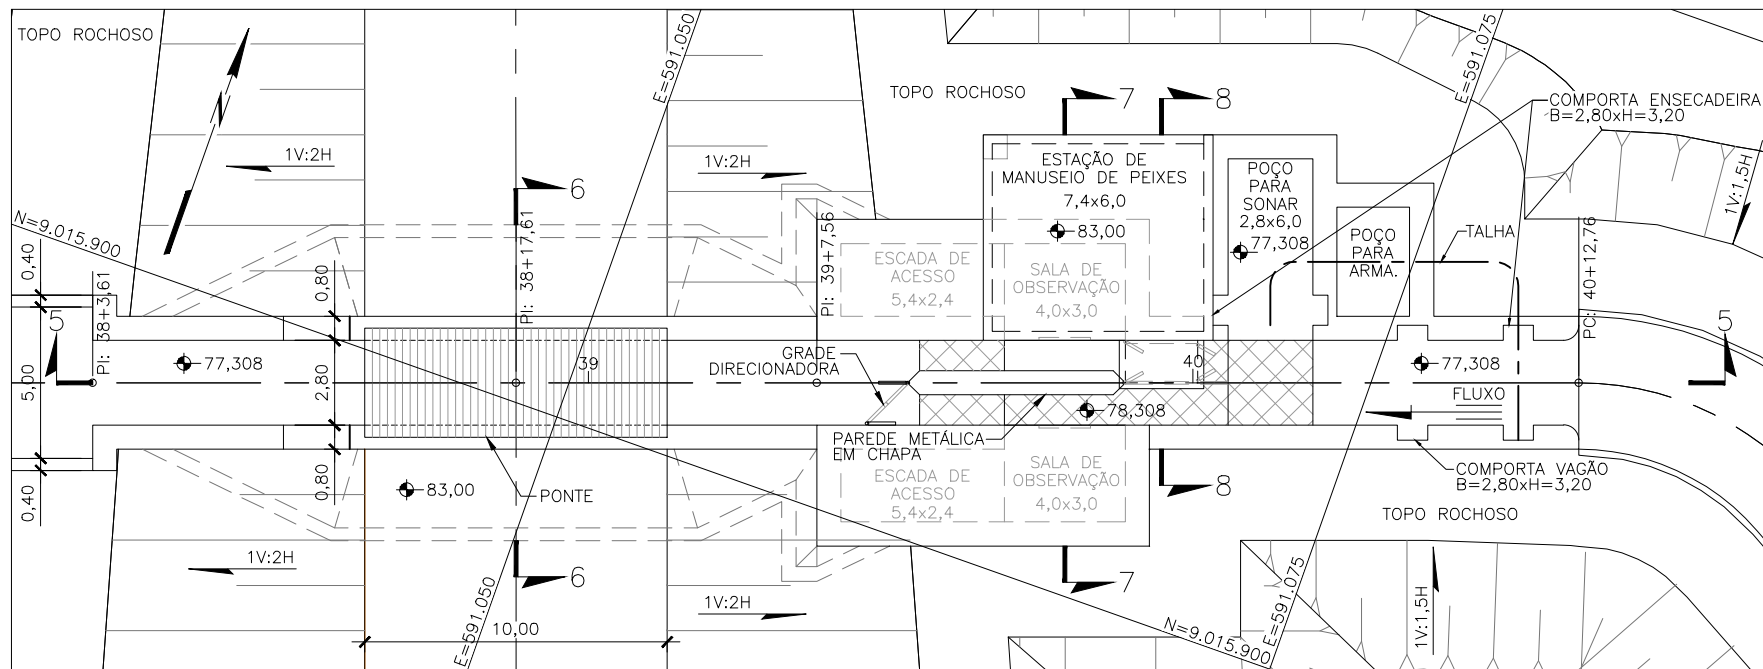 TOPO ROCHOSO
E=591.050
E=591.075
TOPO ROCHOSO
7
8
COMPORTA ENSECADEIRA
B=2,80xH=3,20
1V:2H
1V:2H
ESTAÇÃO DE
MANUSEIO DE PEIXES
7,4x6,0
83,00
POÇO
PARA
SONAR
2,8x6,0
77,308
1V:1,5H
6
N=9.015.900
PI: 38+3,61
PI: 38+17,61
PI: 39+7,56
PC: 40+12,76
POÇO
PARA
ARMA.
TALHA
ESCADA DE
ACESSO
5,4x2,4
SALA DE
OBSERVAÇÃO
4,0x3,0
0,40
0,80
5
5
77,308
39
GRADE
DIRECIONADORA
40
77,308
5,00
2,80
FLUXO
78,308
PAREDE METÁLICA
EM CHAPA
0,40
0,80
83,00
PONTE
ESCADA DE
ACESSO
5,4x2,4
SALA DE
OBSERVAÇÃO
4,0x3,0
8
COMPORTA VAGÃO
B=2,80xH=3,20
TOPO ROCHOSO
1V:2H
6
7
1V:2H
10,00
E=591.050
N=9.015.900
E=591.075
1V:1,5H